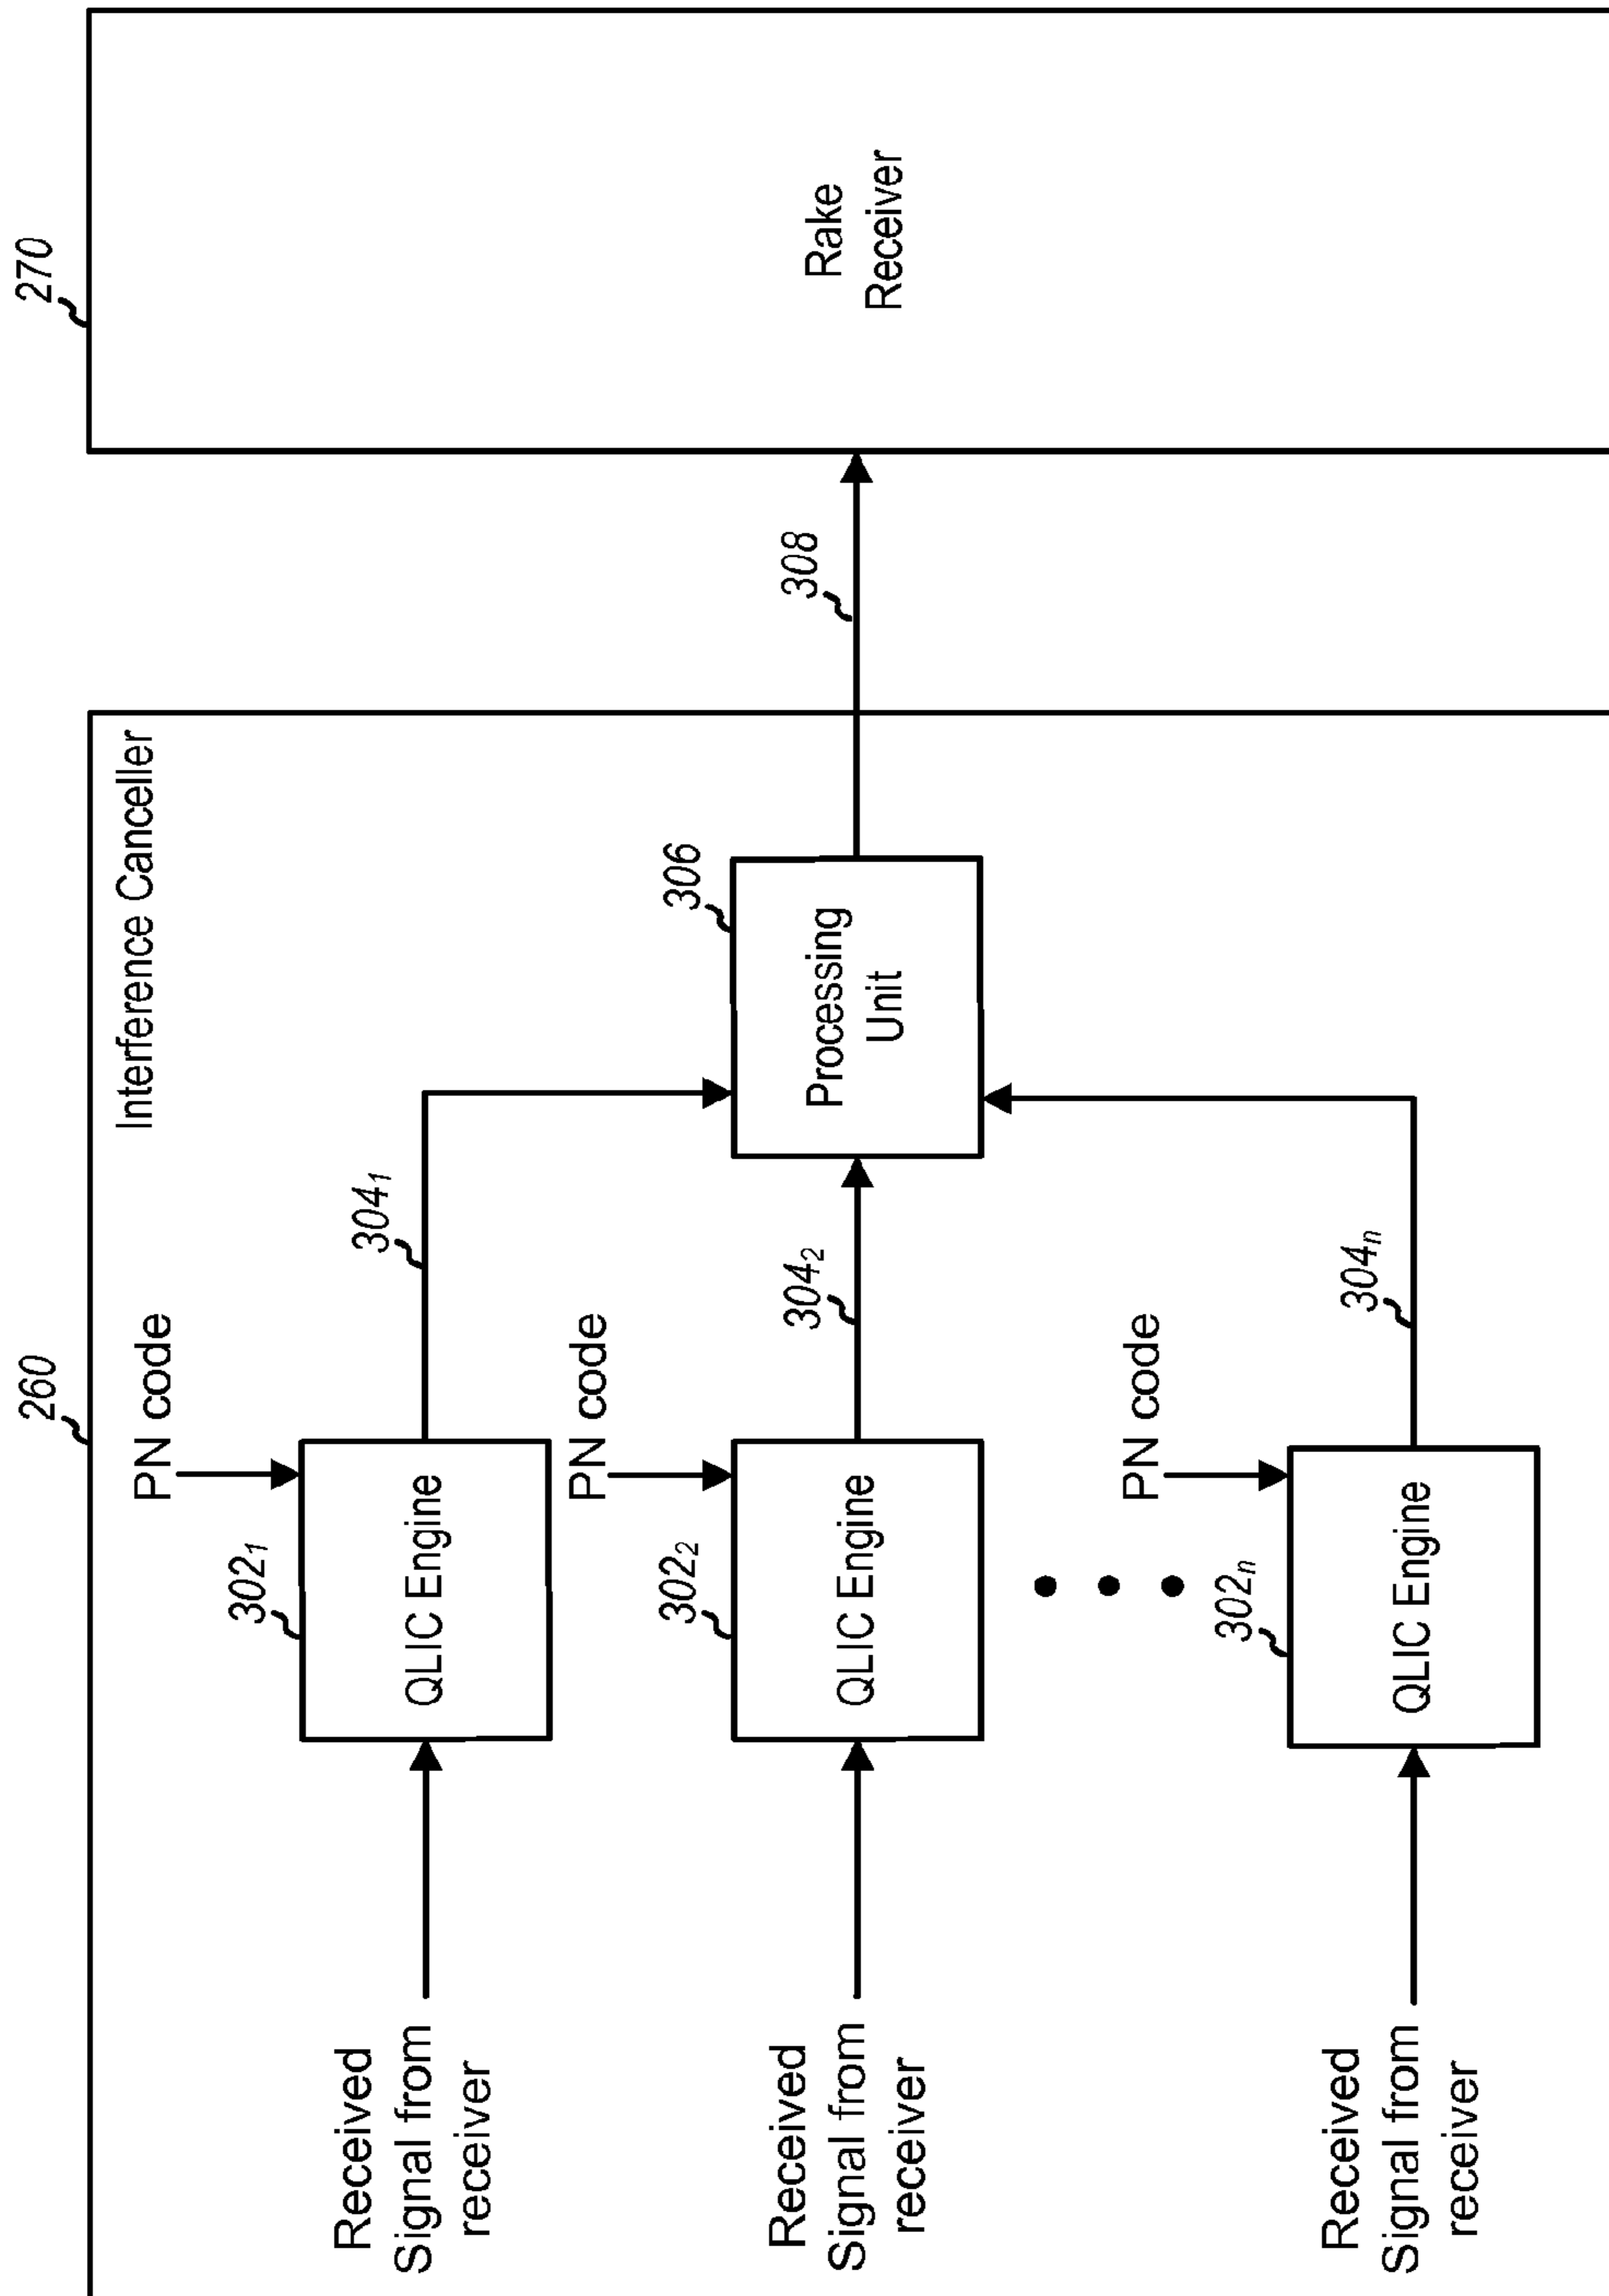 260
270
Interference Canceller
PN code
302₁
QLIC Engine
304₁
Received
Signal from
receiver
PN code
302₂
QLIC Engine
304₂
306
Processing
Unit
308
Rake
Receiver
Received
Signal from
receiver
PN code
302ₙ
QLIC Engine
304ₙ
Received
Signal from
receiver